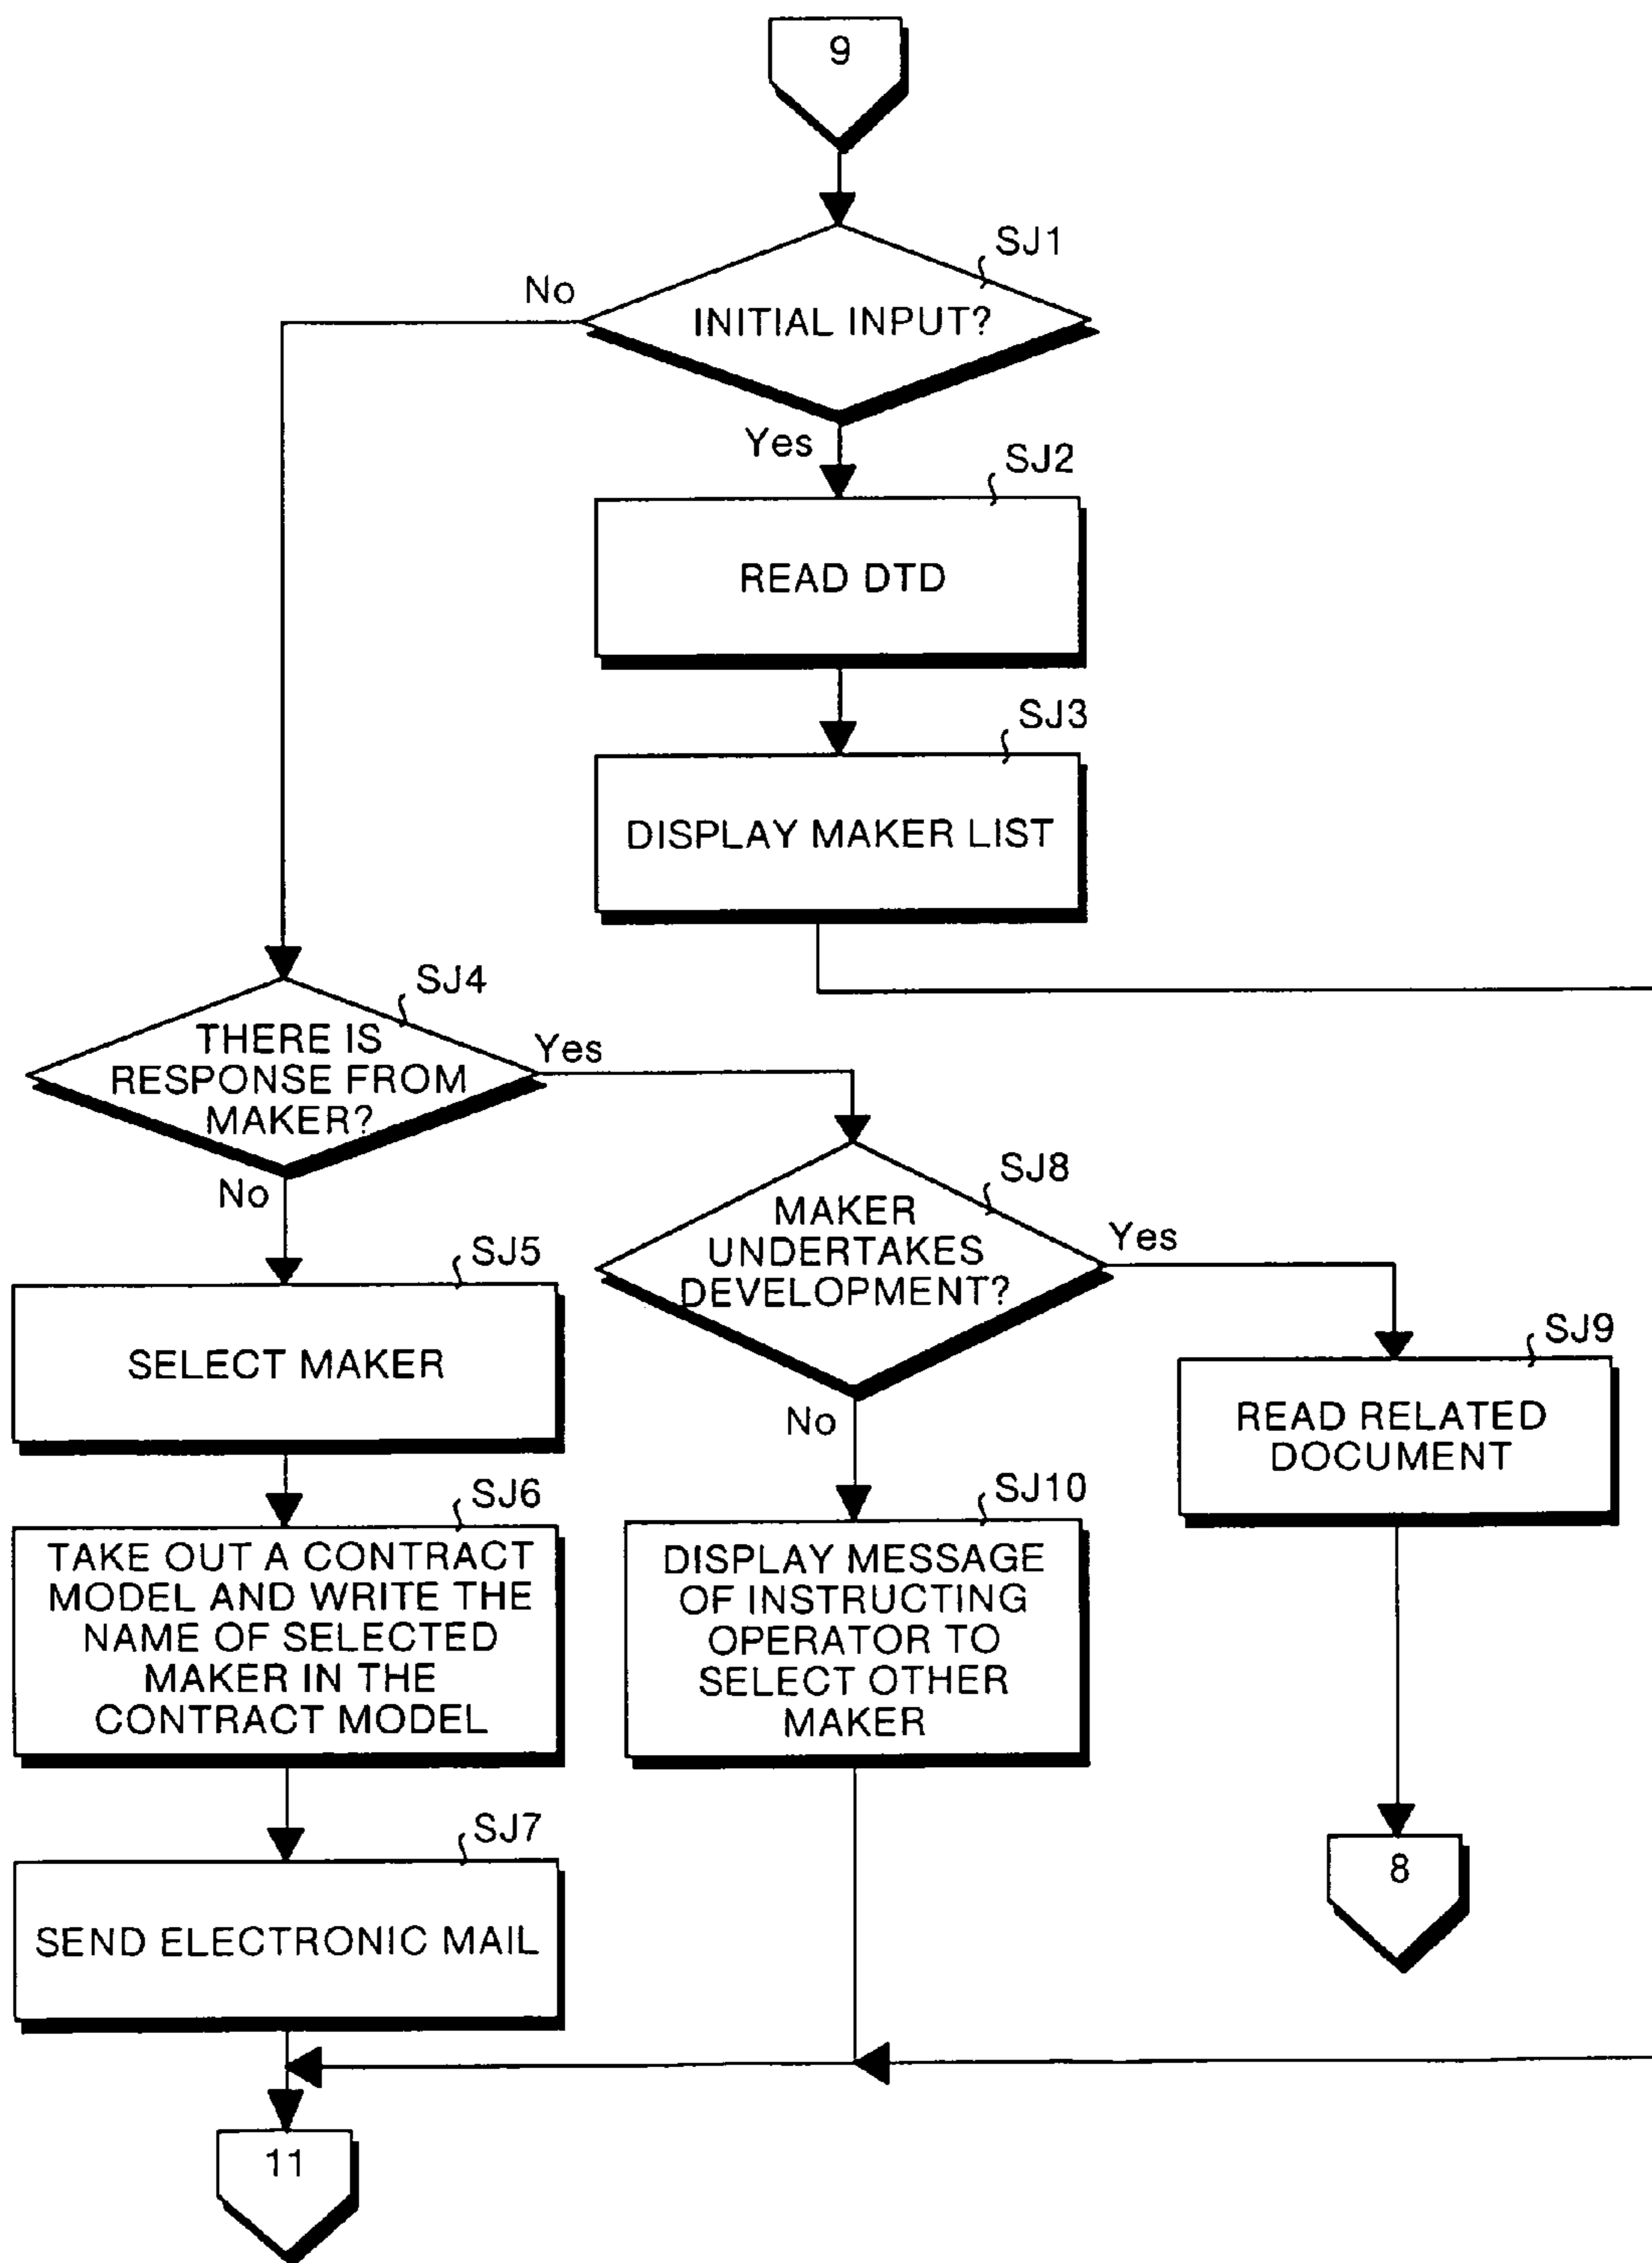 9
SJ1
No
INITIAL INPUT?
Yes
SJ2
READ DTD
SJ3
DISPLAY MAKER LIST
SJ4
THERE IS
RESPONSE FROM
MAKER?
Yes
No
SJ8
MAKER
UNDERTAKES
DEVELOPMENT?
Yes
No
SJ5
SELECT MAKER
SJ9
READ RELATED
DOCUMENT
SJ6
TAKE OUT A CONTRACT
MODEL AND WRITE THE
NAME OF SELECTED
MAKER IN THE
CONTRACT MODEL
SJ10
DISPLAY MESSAGE
OF INSTRUCTING
OPERATOR TO
SELECT OTHER
MAKER
SJ7
SEND ELECTRONIC MAIL
8
11